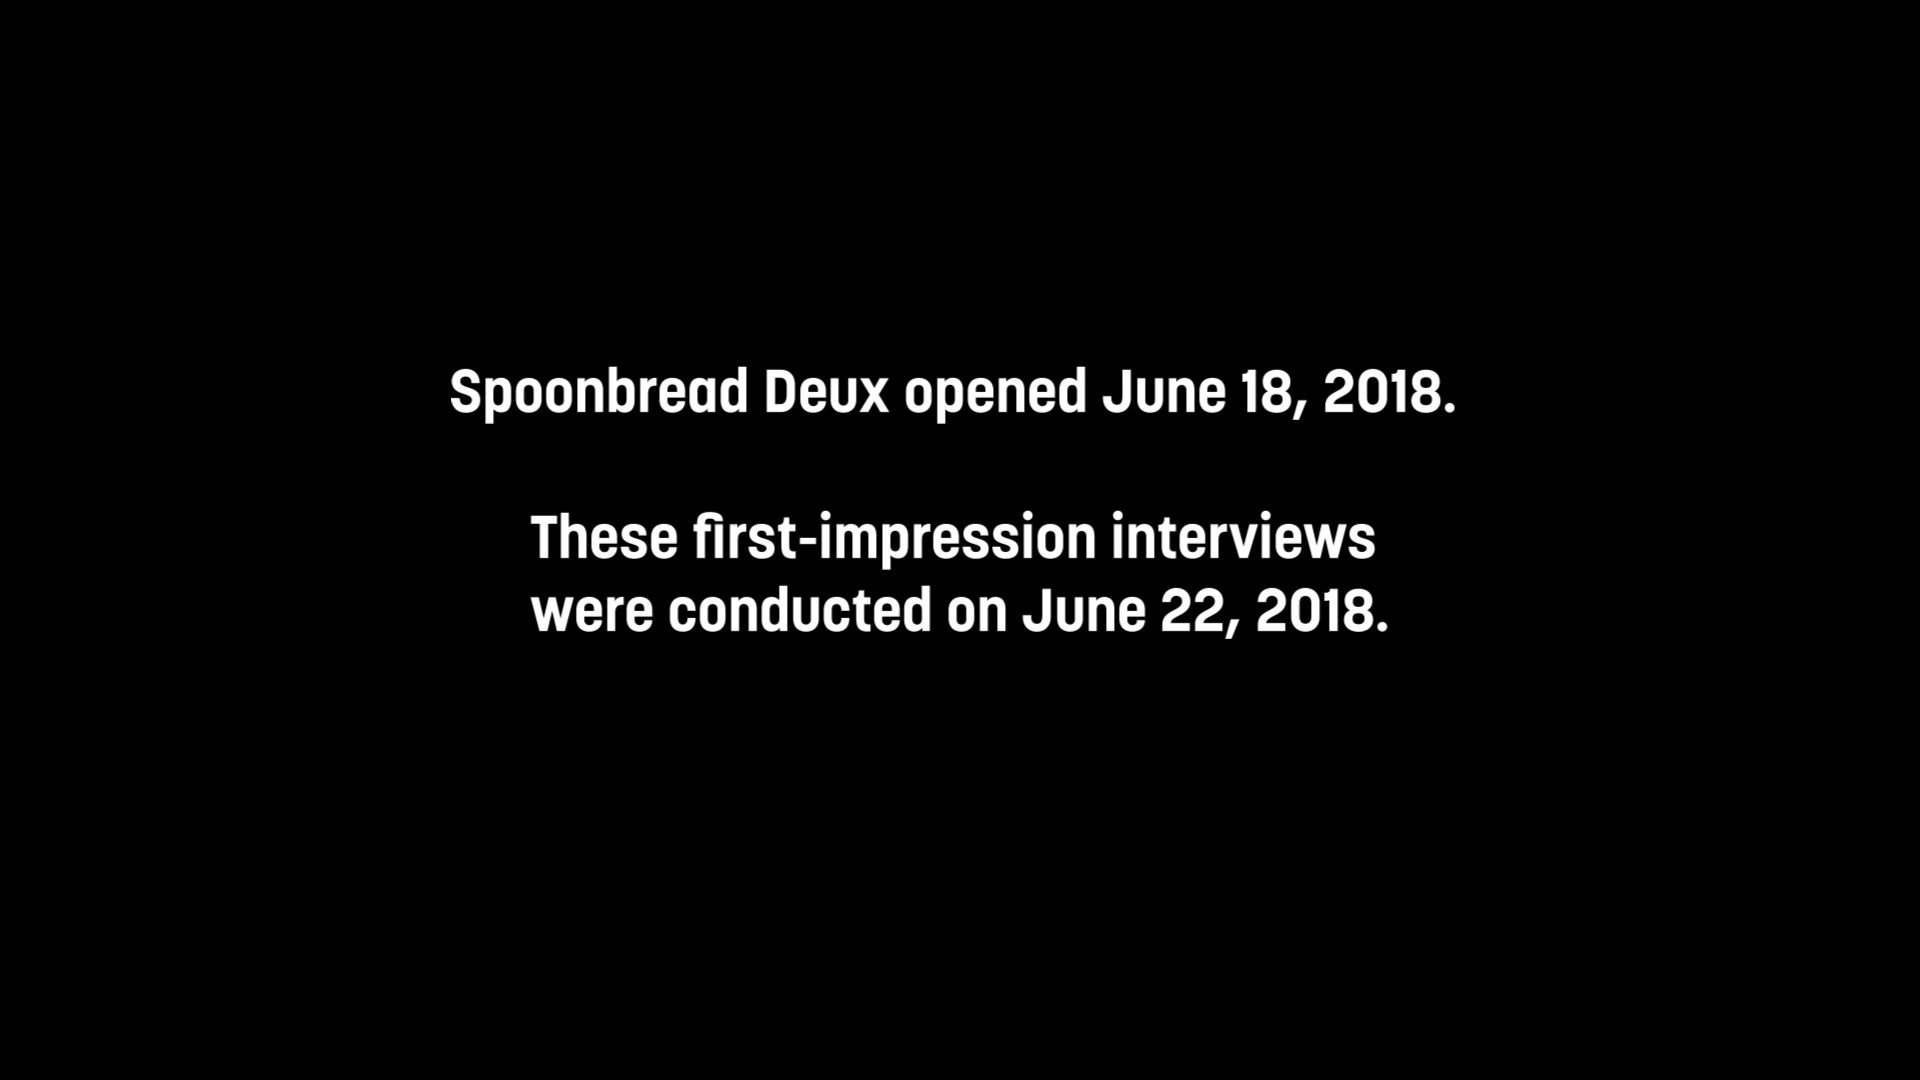 Spoonbread Deux opened June 18, 2018.
These first-impression interviews
were conducted on June 22, 2018.